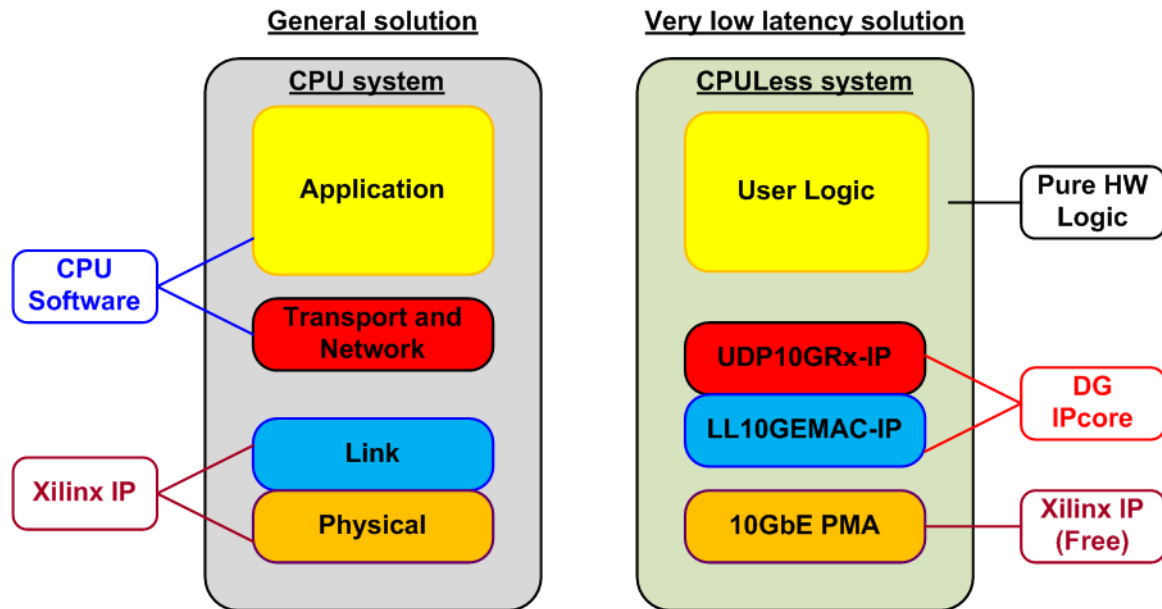 General solution
CPU system
Application
CPU
Software
Transport and
Network
Link
Xilinx IP
Physical
Very low latency solution
CPULess system
User Logic
Pure HW
Logic
UDP10GRx-IP
LL10GEMAC-IP
DG
IPcore
10GbE PMA
Xilinx IP
(Free)